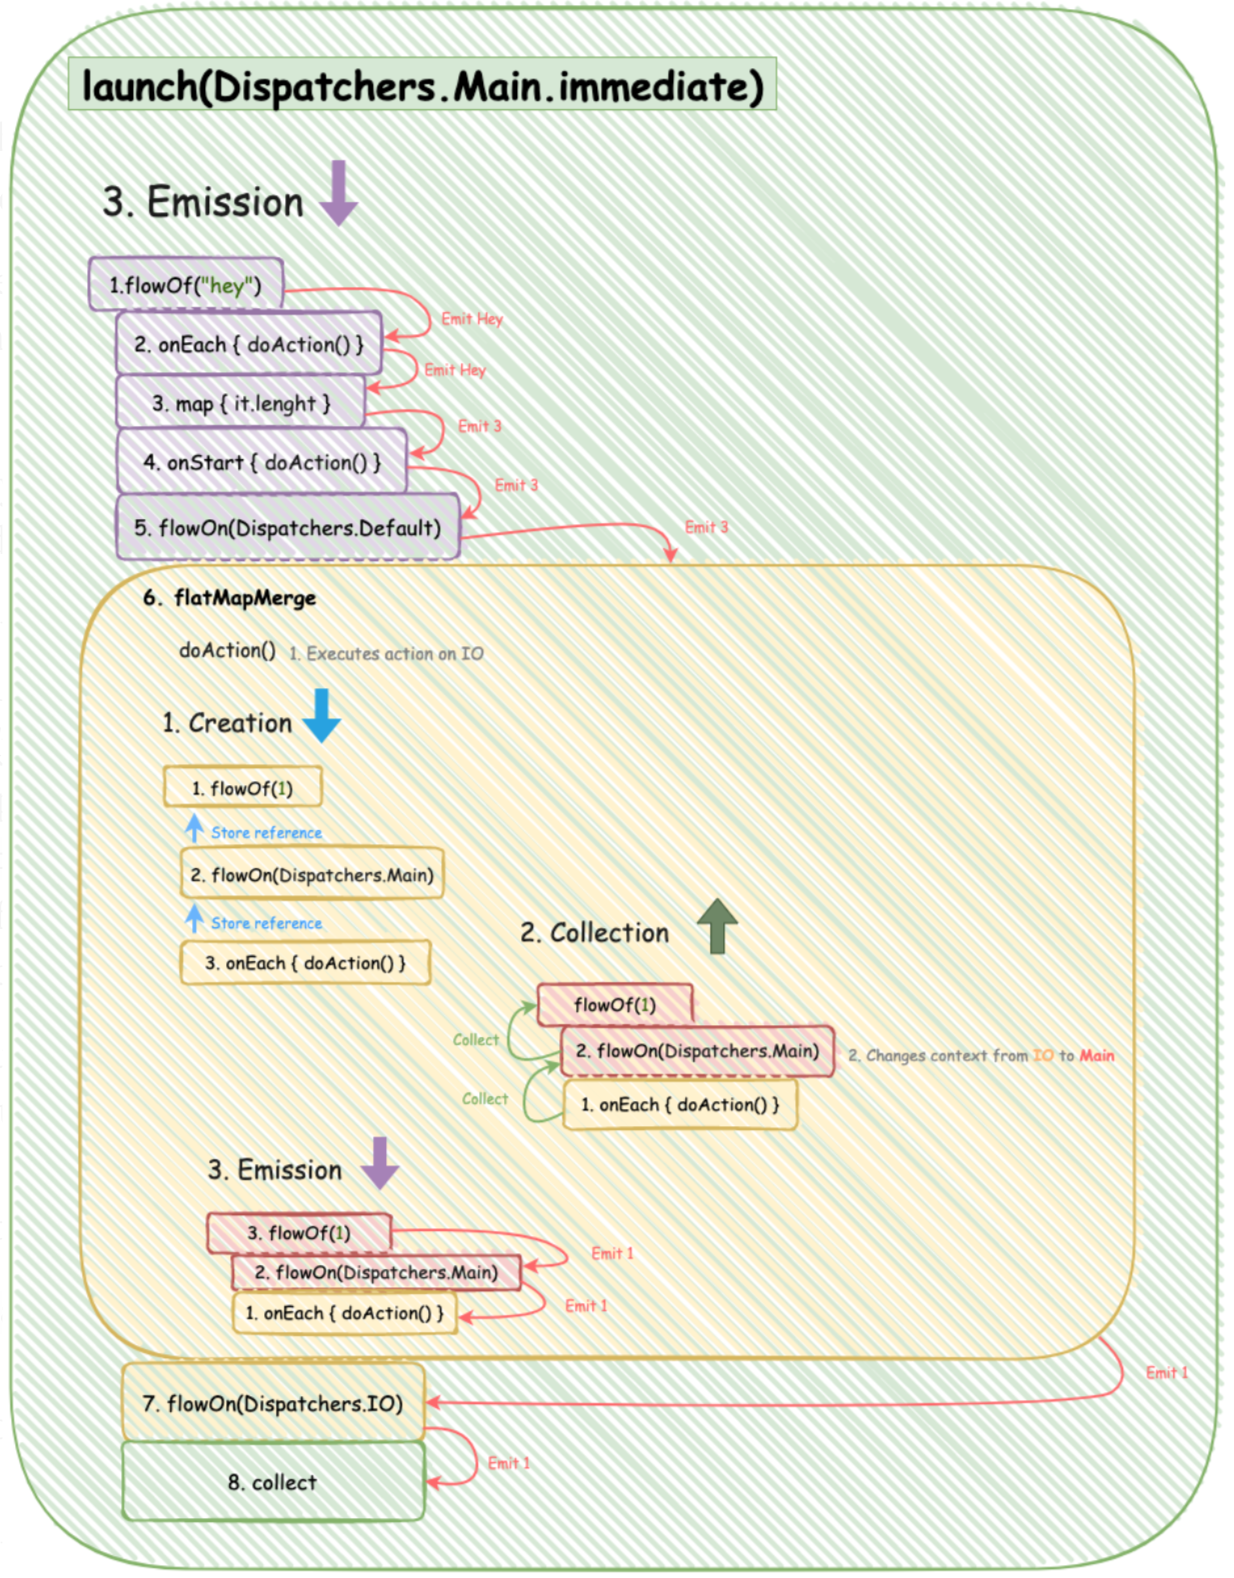 launch(Dispatchers.Main.immediate)
3. Emission
1.flowOf("hey")
Emit Hey
2. onEach { doAction() }
Emit Hey
3. map { it.lenght }
Emit 3
4. onStart { doAction() }
Emit 3
5. flowOn(Dispatchers.Default)
Emit 3
6. flatMapMerge
doAction() 1. Executes action on IO
1. Creation
1. flowOf(1)
Store reference
2. flowOn(Dispatchers.Main)
Store reference
3. onEach { doAction() }
2. Collection
flowOf(1)
Collect
2. flowOn(Dispatchers.Main) 2. Changes context from IO to Main
Collect
1. onEach { doAction() }
3. Emission
3. flowOf(1)
Emit 1
2. flowOn(Dispatchers.Main)
Emit 1
1. onEach { doAction() }
Emit 1
7. flowOn(Dispatchers.IO)
Emit 1
8. collect